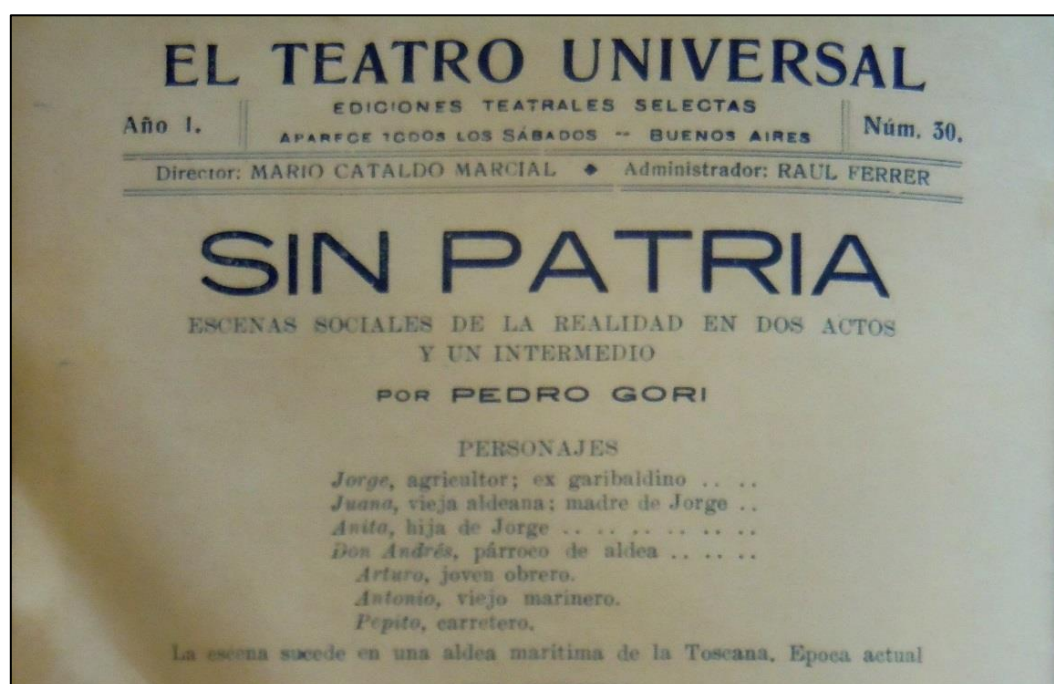 EL TEATRO UNIVERSAL
EDICIONES TEATRALES SELECTAS
Año I.
APARECE TODOS LOS SÁBADOS -- BUENOS AIRES
Núm. 30.
Director: MARIO CATALDO MARCIAL ◆ Administrador: RAUL FERRER
SIN PATRIA
ESCENAS SOCIALES DE LA REALIDAD EN DOS ACTOS
Y UN INTERMEDIO
POR PEDRO GORI
PERSONAJES
Jorge, agricultor; ex garibaldino .. ..
Juana, vieja aldeana; madre de Jorge ..
Anita, hija de Jorge .. .. .. .. .. .. ..
Don Andrés, párroco de aldea .. .. ..
Arturo, joven obrero.
Antonio, viejo marinero.
Pepito, carretero.
La escena sucede en una aldea marítima de la Toscana. Epoca actual